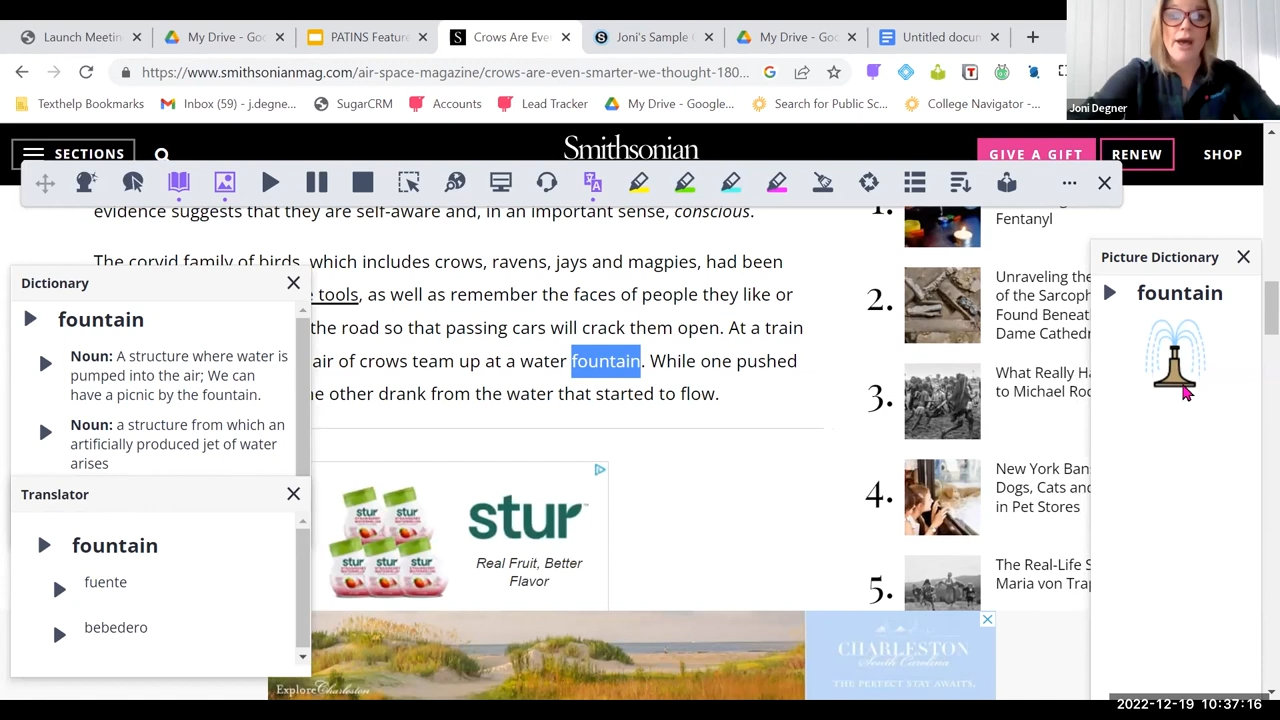 Launch Meetin
My Drive - Goo
PATINS Featur
Crows Are Eve
Joni's Sample
My Drive - Goo
Untitled docun
https://www.smithsonianmag.com/air-space-magazine/crows-are-even-smarter-we-thought-180...
Texthelp Bookmarks
Inbox (59) - j.degne...
SugarCRM
Accounts
Lead Tracker
My Drive - Google...
Search for Public Sc...
College Navigator -...
Joni Degner
SECTIONS
Smithsonian
GIVE A GIFT
RENEW
SHOP
evidence suggests that they are self-aware and, in an important sense, conscious.
The corvid family of birds, which includes crows, ravens, jays and magpies, had been
e tools, as well as remember the faces of people they like or
the road so that passing cars will crack them open. At a train
air of crows team up at a water fountain. While one pushed
he other drank from the water that started to flow.
Dictionary
fountain
Noun: A structure where water is
pumped into the air; We can
have a picnic by the fountain.
Noun: a structure from which an
artificially produced jet of water
arises
Translator
fountain
fuente
bebedero
stur
stur
stur
stur
stur
stur
Real Fruit, Better
Flavor
ExploreCharleston
CHARLESTON
South Carolina
THE PERFECT STAY AWAITS.
1.
Fentanyl
2.
Unraveling the
of the Sarcoph
Found Beneat
Dame Cathedr
3.
What Really Ha
to Michael Roc
4.
New York Ban
Dogs, Cats and
in Pet Stores
5.
The Real-Life S
Maria von Trap
Picture Dictionary
fountain
2022-12-19 10:37:16